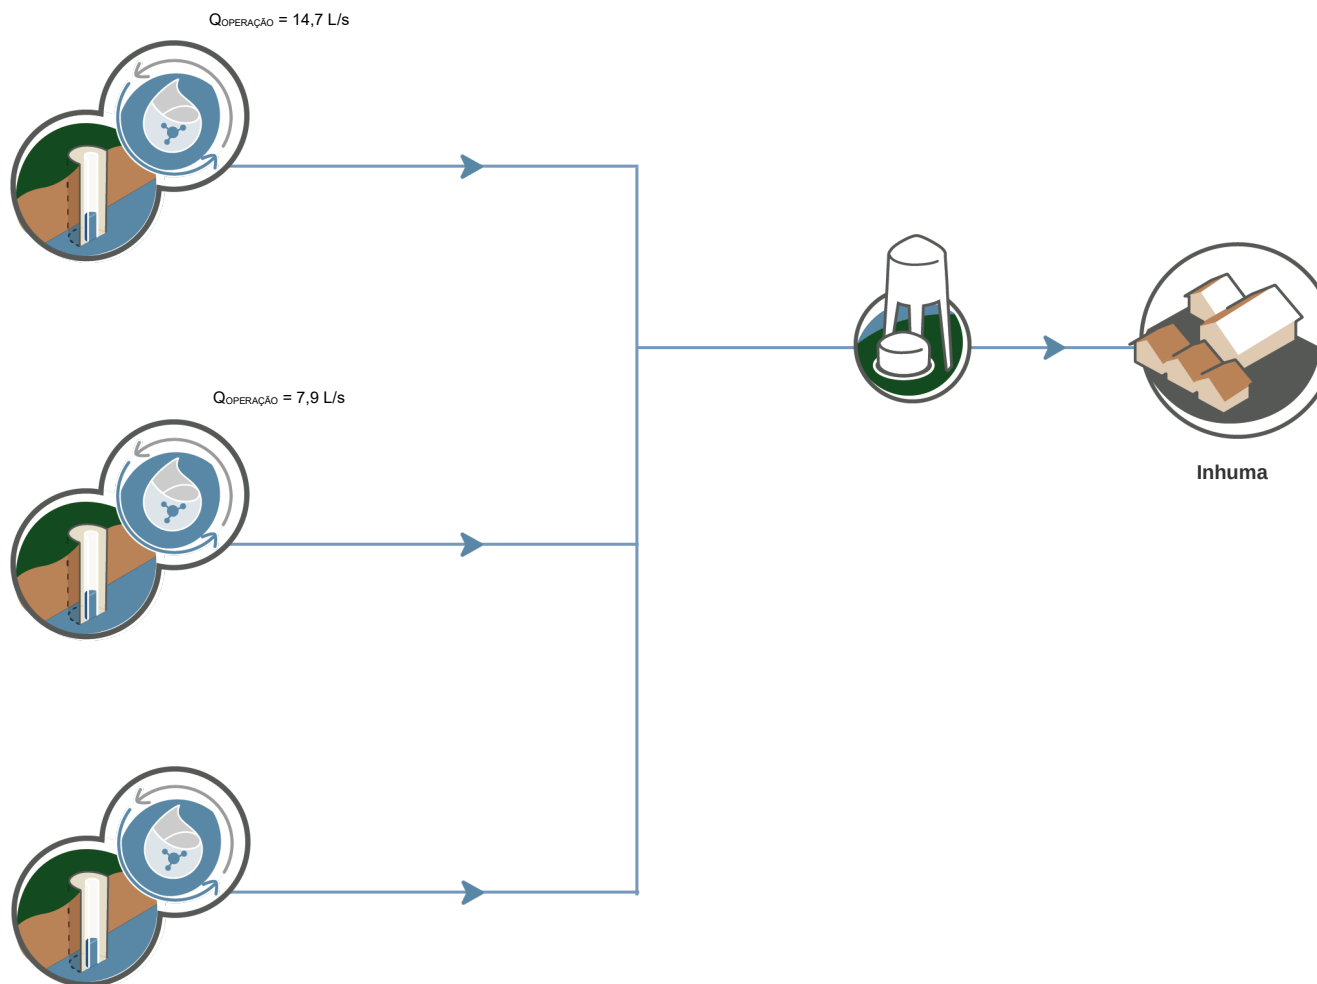 QOPERAÇÃO = 14,7 L/s
QOPERAÇÃO = 7,9 L/s
Inhuma